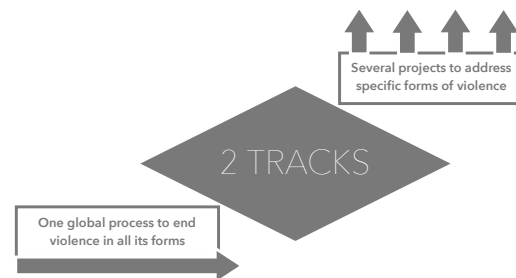 Several projects to address
specific forms of violence
2 TRACKS
One global process to end
violence in all its forms